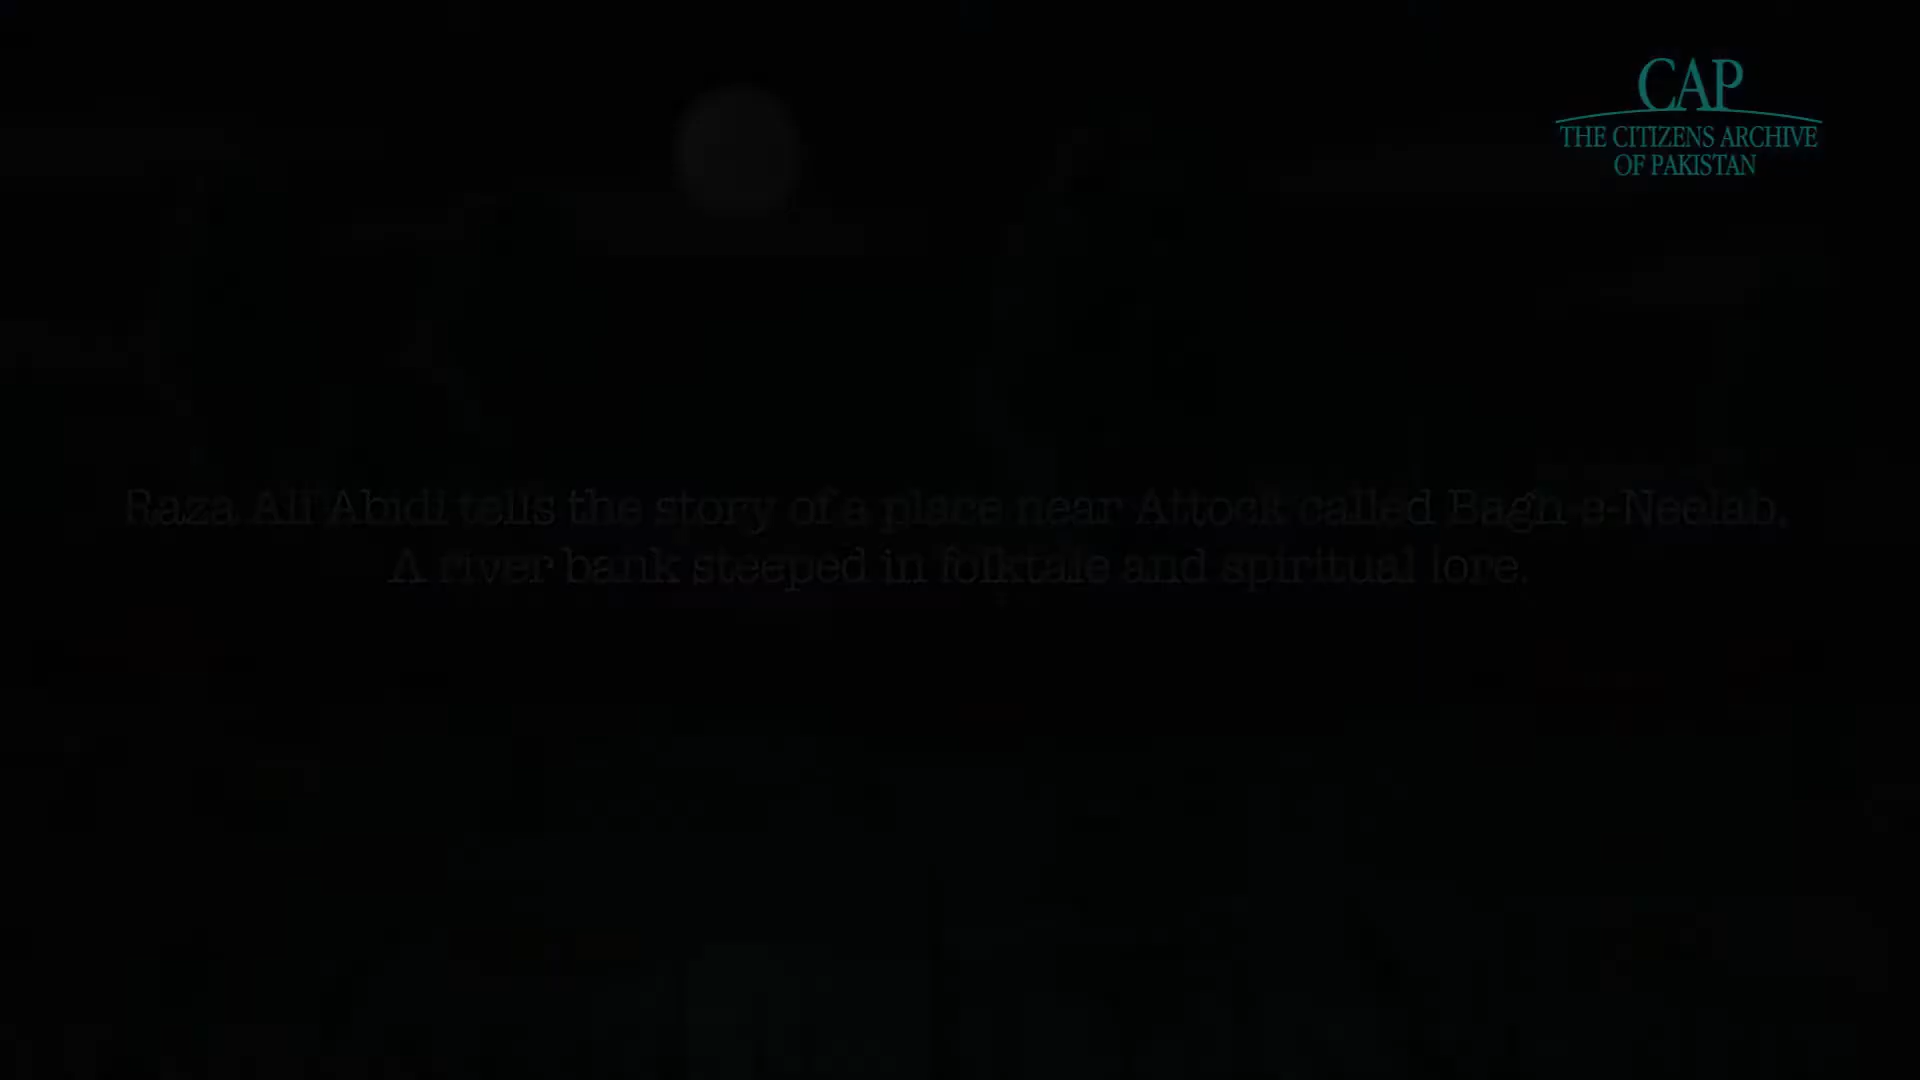 CAP
THE CITIZENS ARCHIVE
OF PAKISTAN
Raza Ali Abidi tells the story of a place near Attock called Bagh-e-Neelab.
A river bank steeped in folktale and spiritual lore.